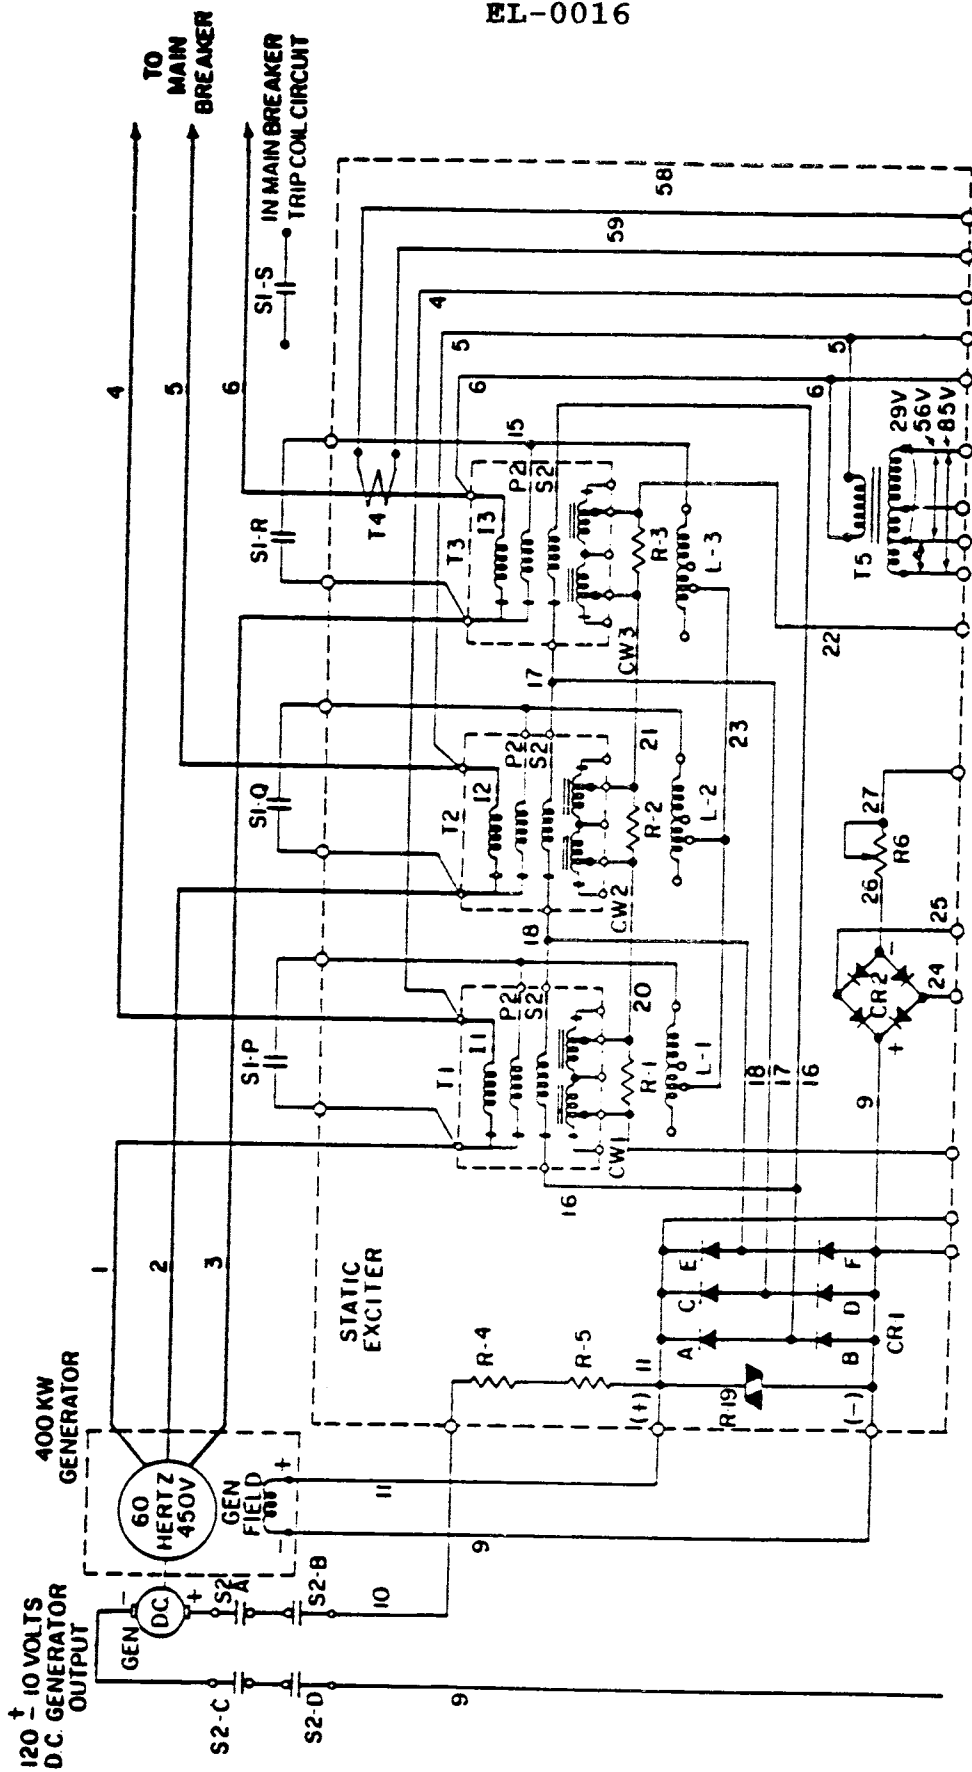 EL-0016
TO
MAIN
BREAKER
IN MAIN BREAKER
TRIP COIL CIRCUIT
4
5
6
S1-S
S1-R
S1-Q
S1-P
58
59
4
5
6
5
6
15
T4
T3
I3
P2
S2
CW3
R-3
L-3
17
T2
I2
P2
S2
CW2
R-2
L-2
21
23
18
T1
I1
P2
S2
CW1
R-1
L-1
20
16
22
T5
29V
56V
85V
18
17
16
27
R6
26
25
24
CR2
-
+
9
1
2
3
STATIC
EXCITER
R-4
R-5
11
(+)
R-19
(-)
A
B
C
D
E
F
CR1
400 KW
GENERATOR
60
HERTZ
450V
GEN
FIELD
+
-
11
9
120 ± 10 VOLTS
D.C. GENERATOR
OUTPUT
GEN
D.C.
-
+
S2
A
S2-B
10
S2-C
S2-D
9